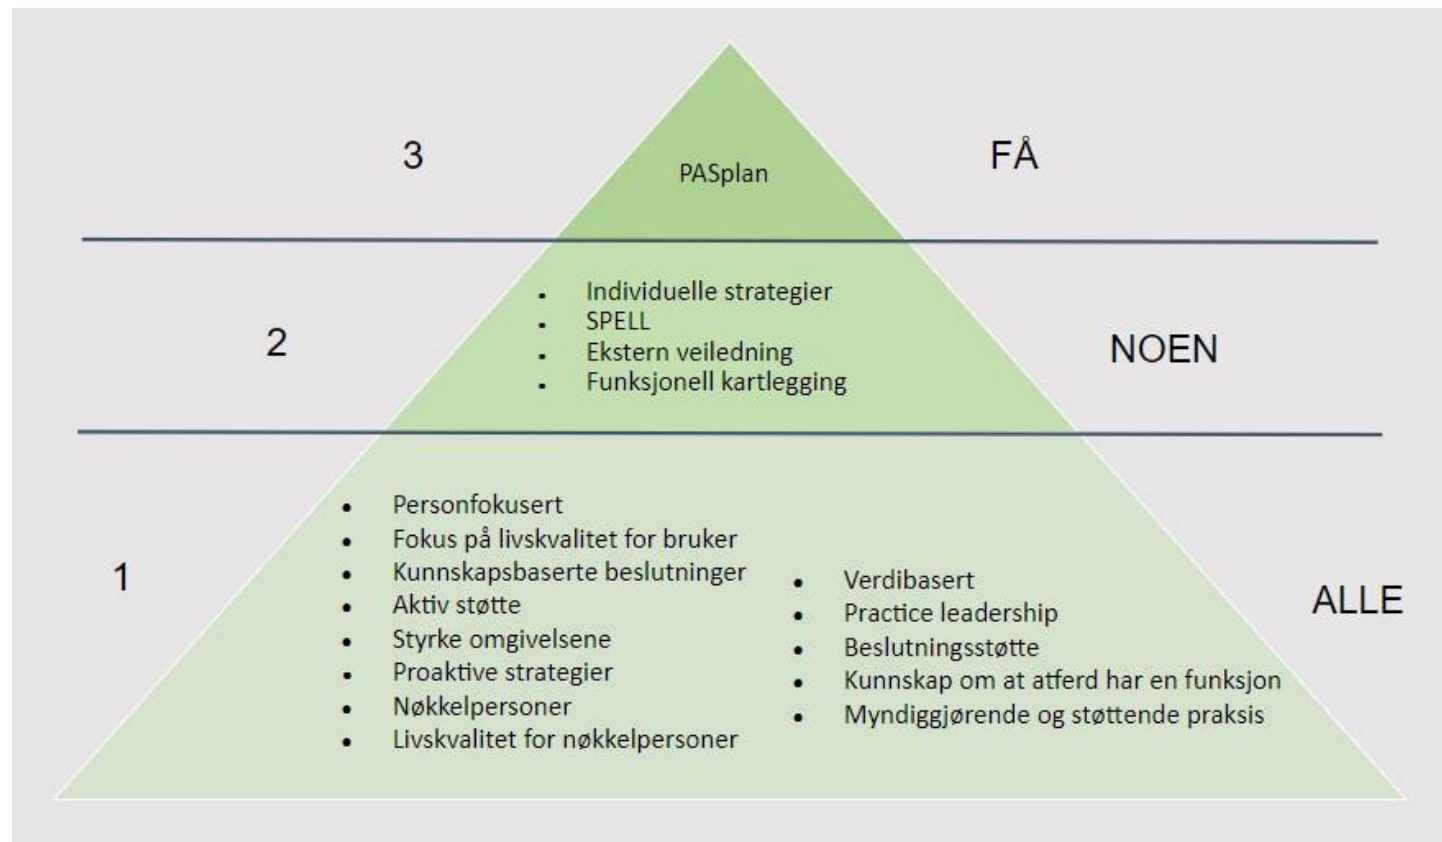 3
PASplan
FÅ
2
• Individuelle strategier
• SPELL
• Ekstern veiledning
• Funksjonell kartlegging
NOEN
1
• Personfokusert
• Fokus på livskvalitet for bruker
• Kunnskapsbaserte beslutninger
• Aktiv støtte
• Styrke omgivelsene
• Proaktive strategier
• Nøkkelpersoner
• Livskvalitet for nøkkelpersoner
• Verdibasert
• Practice leadership
• Beslutningsstøtte
• Kunnskap om at atferd har en funksjon
• Myndiggjørende og støttende praksis
ALLE